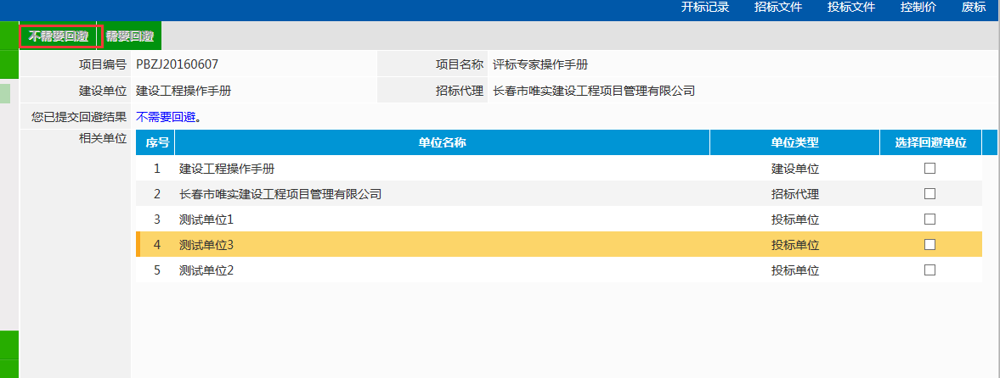 开标记录 招标文件 投标文件 控制价 废标
不需要回避 需要回避
项目编号 PBZJ20160607 项目名称 评标专家操作手册
建设单位 建设工程操作手册 招标代理 长春市唯实建设工程项目管理有限公司
您已提交回避结果 不需要回避。
相关单位
序号 单位名称 单位类型 选择回避单位
1 建设工程操作手册 建设单位
2 长春市唯实建设工程项目管理有限公司 招标代理
3 测试单位1 投标单位
4 测试单位3 投标单位
5 测试单位2 投标单位